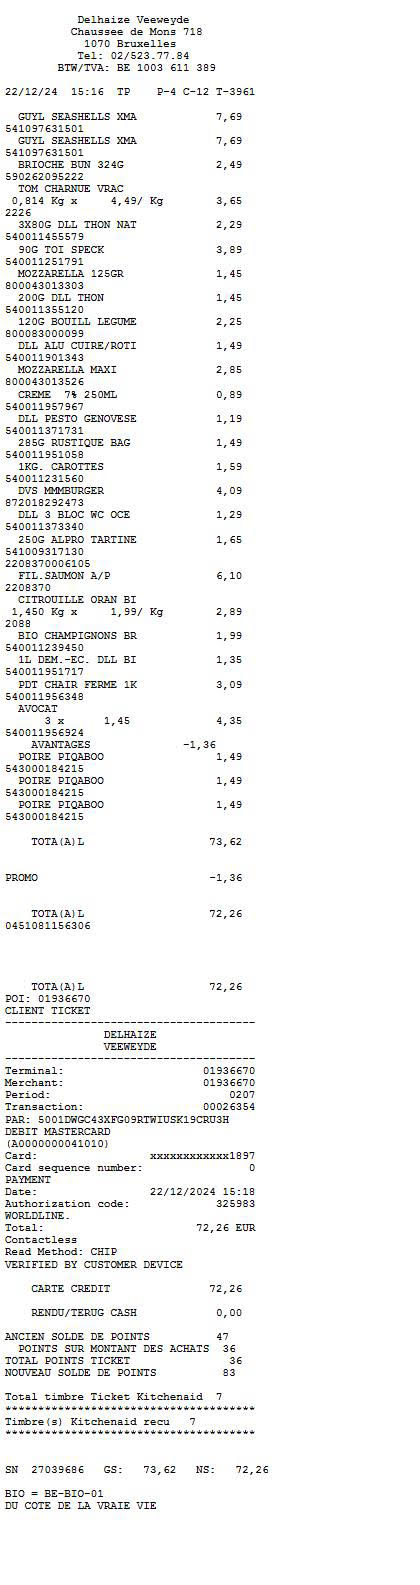 Delhaize Veeweyde
Chaussee de Mons 718
1070 Bruxelles
Tel: 02/523.77.84
BTW/TVA: BE 1003 611 389
22/12/24 15:16 TP P-4 C-12 T-3961
GUYL SEASHELLS XMA 7,69
541097631501
GUYL SEASHELLS XMA 7,69
541097631501
BRIOCHE BUN 324G 2,49
590262095222
TOM CHARNUE VRAC
0,814 Kg x 4,49/ Kg 3,65
2226
3X80G DLL THON NAT 2,29
540011455579
90G TOI SPECK 3,89
540011251791
MOZZARELLA 125GR 1,45
800043013303
200G DLL THON 1,45
540011355120
120G BOUILL LEGUME 2,25
800083000099
DLL ALU CUIRE/ROTI 1,49
540011901343
MOZZARELLA MAXI 2,85
800043013526
CREME 7% 250ML 0,89
540011957967
DLL PESTO GENOVESE 1,19
540011371731
285G RUSTIQUE BAG 1,49
540011951058
1KG. CAROTTES 1,59
540011231560
DVS MMMBURGER 4,09
872018292473
DLL 3 BLOC WC OCE 1,29
540011373340
250G ALPRO TARTINE 1,65
541009317130
2208370006105
FIL.SAUMON A/P 6,10
2208370
CITROUILLE ORAN BI
1,450 Kg x 1,99/ Kg 2,89
2088
BIO CHAMPIGNONS BR 1,99
540011239450
1L DEM.-EC. DLL BI 1,35
540011951717
PDT CHAIR FERME 1K 3,09
540011956348
AVOCAT
3 x 1,45 4,35
540011956924
AVANTAGES -1,36
POIRE PIQABOO 1,49
543000184215
POIRE PIQABOO 1,49
543000184215
POIRE PIQABOO 1,49
543000184215
TOTA(A)L 73,62
PROMO -1,36
TOTA(A)L 72,26
0451081156306
TOTA(A)L 72,26
POI: 01936670
CLIENT TICKET
--------------------------------------
DELHAIZE
VEEWEYDE
--------------------------------------
Terminal: 01936670
Merchant: 01936670
Period: 0207
Transaction: 00026354
PAR: 5001DWGC43XFG09RTWIUSK19CRU3H
DEBIT MASTERCARD
(A0000000041010)
Card: xxxxxxxxxxxx1897
Card sequence number: 0
PAYMENT
Date: 22/12/2024 15:18
Authorization code: 325983
WORLDLINE.
Total: 72,26 EUR
Contactless
Read Method: CHIP
VERIFIED BY CUSTOMER DEVICE
CARTE CREDIT 72,26
RENDU/TERUG CASH 0,00
ANCIEN SOLDE DE POINTS 47
POINTS SUR MONTANT DES ACHATS 36
TOTAL POINTS TICKET 36
NOUVEAU SOLDE DE POINTS 83
Total timbre Ticket Kitchenaid 7
**************************************
Timbre(s) Kitchenaid recu 7
**************************************
SN 27039686 GS: 73,62 NS: 72,26
BIO = BE-BIO-01
DU COTE DE LA VRAIE VIE